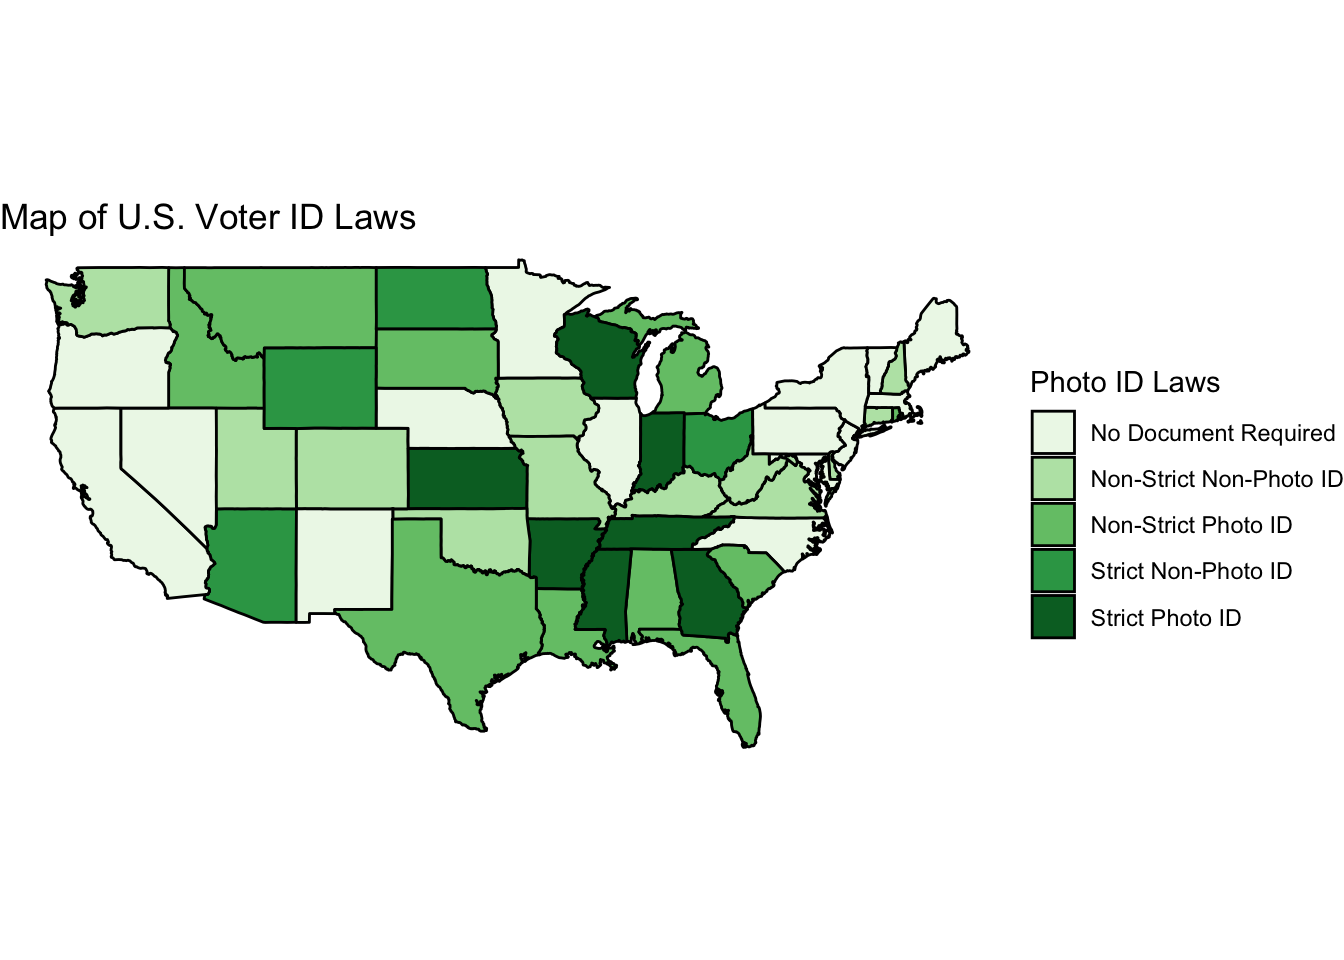 Map of U.S. Voter ID Laws
Photo ID Laws
No Document Required
Non-Strict Non-Photo ID
Non-Strict Photo ID
Strict Non-Photo ID
Strict Photo ID